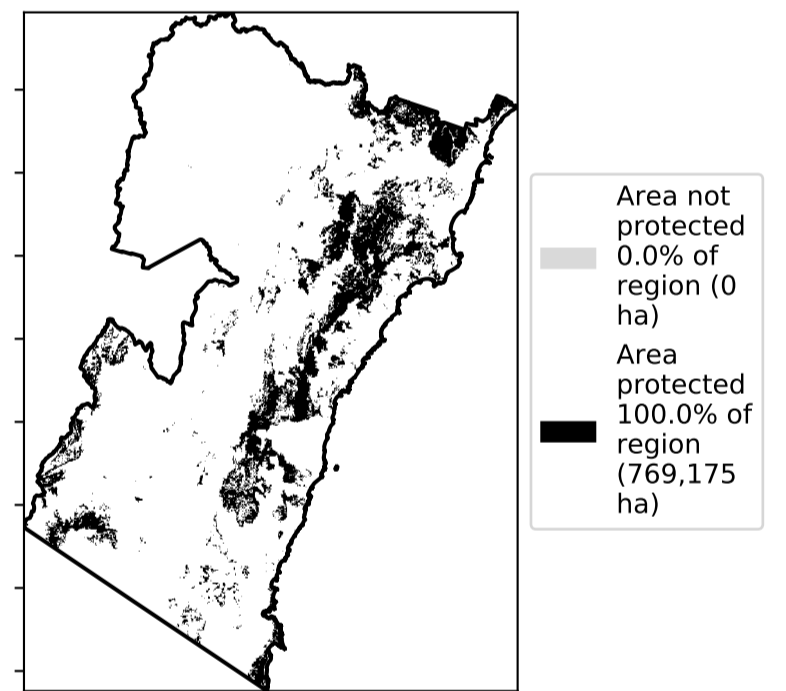 Area not
protected
0.0% of
region (0
ha)
Area
protected
100.0% of
region
(769,175
ha)